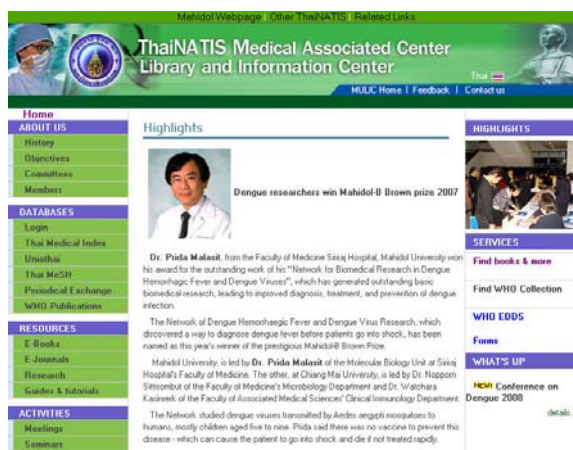 Mahidol Webpage | Other ThaiNATIS | Related Links
ThaiNATIS Medical Associated Center
Library and Information Center
Thai
MULIC Home | Feedback | Contact us
Home
ABOUT US
History
Objectives
Committees
Members
DATABASES
Login
Thai Medical Index
Uniothai
Thai MeSH
Periodical Exchange
WHO Publications
RESOURCES
E-Books
E-Journals
Research
Guides & tutorials
ACTIVITIES
Meetings
Seminars
Highlights
Dengue researchers win Mahidol-B Brown prize 2007
Dr. Prida Malasit, from the Faculty of Medicine Siriraj Hospital, Mahidol University won
his award for the outstanding work of his "Network for Biomedical Research in Dengue
Hemorrhagic Fever and Dengue Viruses", which has generated outstanding basic
biomedical research, leading to improved diagnosis, treatment, and prevention of dengue
infection.
The Network of Dengue Hemorrhaegic Fever and Dengue Virus Research, which
discovered a way to diagnose dengue fever before patients go into shock, has been
named as this year's winner of the prestigious Mahidol-B Brown Prize.
Mahidol University, is led by Dr. Prida Malasit of the Molecular Biology Unit at Siriraj
Hospital's Faculty of Medicine. The other, at Chiang Mai University, is led by Dr. Nopporn
Sittisombut of the Faculty of Medicine's Microbiology Department and Dr. Watchara
Kasinrerk of the Faculty of Associated Medical Sciences' Clinical Immunology Department.
The Network studied dengue viruses transmitted by Aedes aegypti mosquitoes to
humans, mostly children aged five to nine. Prida said there was no vaccine to prevent this
disease - which can cause the patient to go into shock and die if not treated rapidly.
HIGHLIGHTS
SERVICES
Find books & more
Find WHO Collection
WHO EDDS
Forms
WHAT'S UP
NEW! Conference on
Dengue 2008
details.